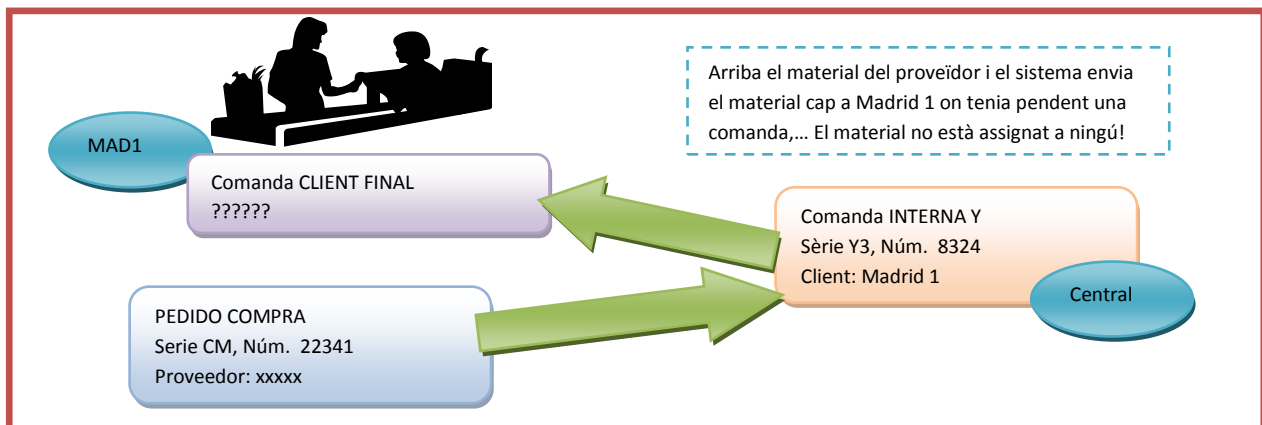 Arriba el material del proveïdor i el sistema envia
el material cap a Madrid 1 on tenia pendent una
comanda,... El material no està assignat a ningú!
MAD1
Comanda CLIENT FINAL
??????
Comanda INTERNA Y
Sèrie Y3, Núm. 8324
Client: Madrid 1
Central
PEDIDO COMPRA
Serie CM, Núm. 22341
Proveedor: xxxxx